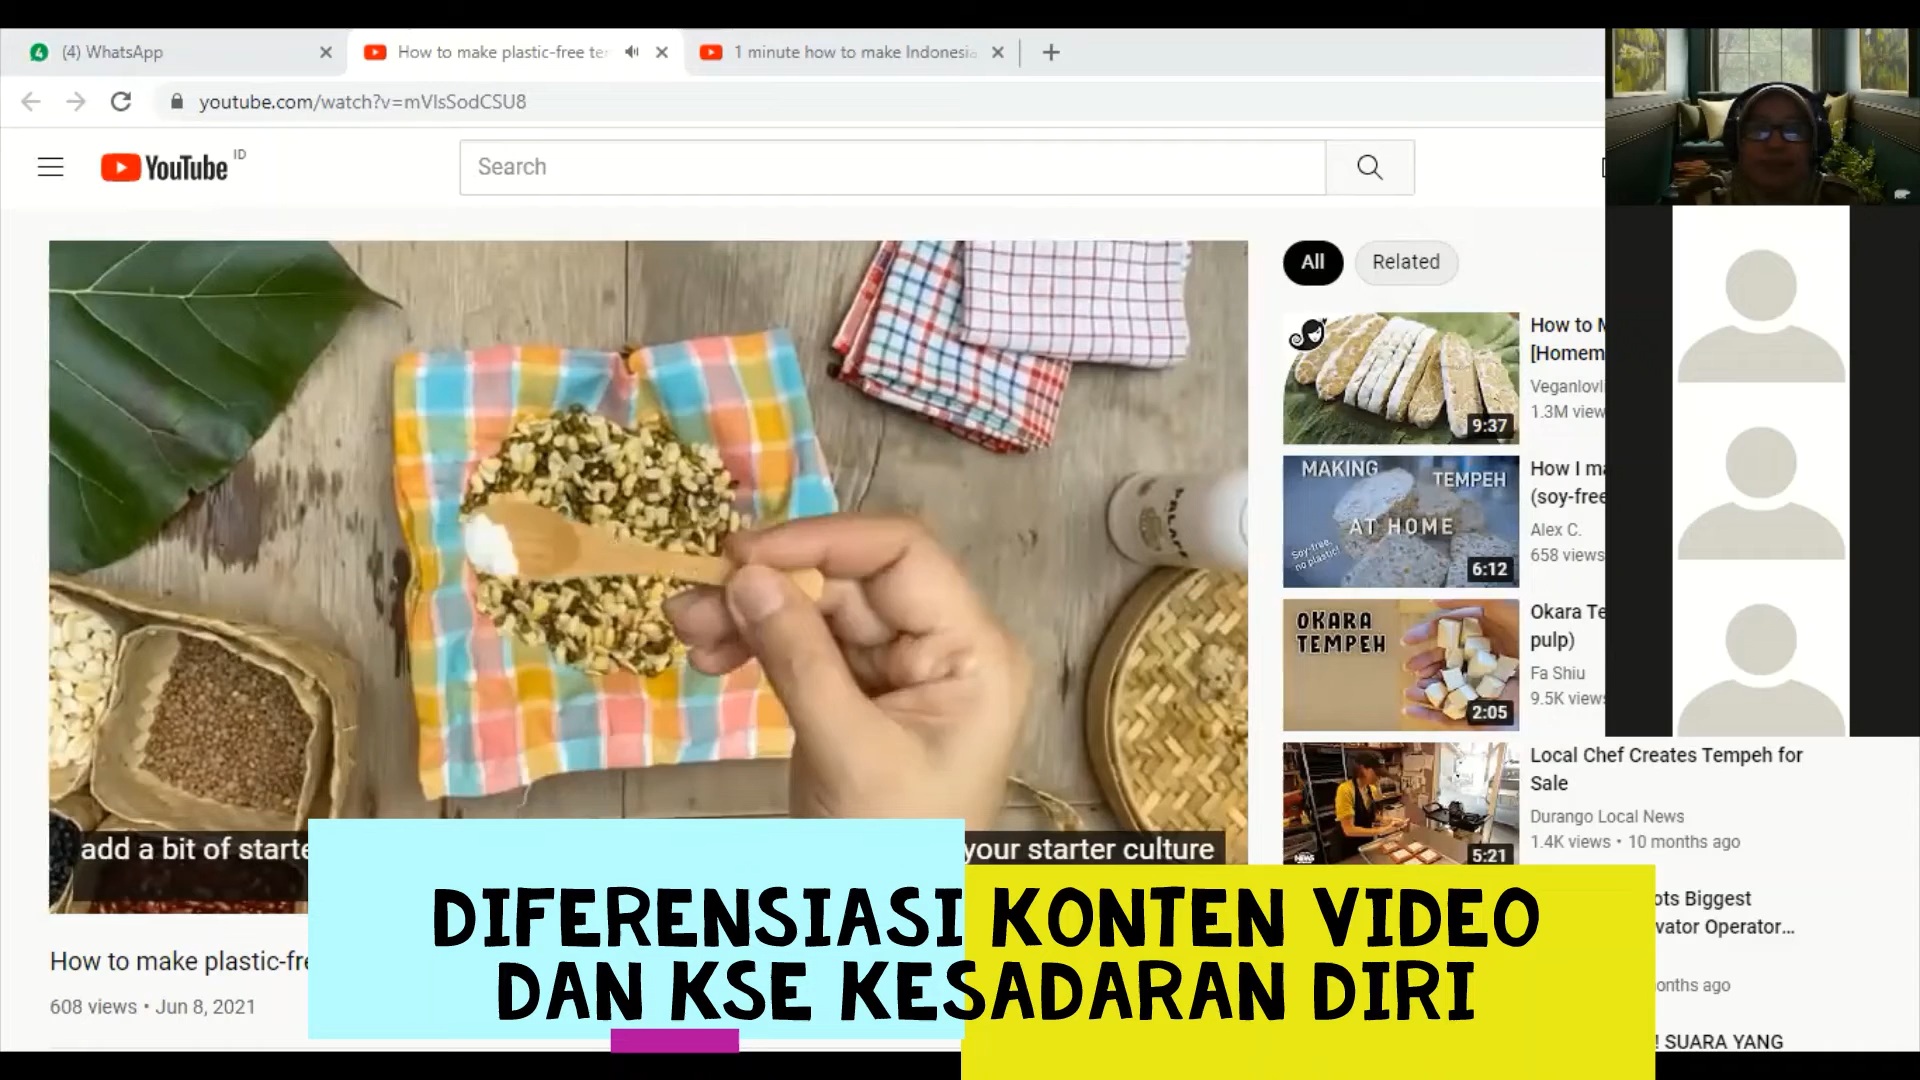 (4) WhatsApp
How to make plastic-free te
1 minute how to make Indonesia
youtube.com/watch?v=mVIsSodCSU8
YouTube ID
Search
All
Related
How to M
[Homem
Veganlovli
1.3M view
9:37
MAKING
TEMPEH
AT HOME
Soy-free,
no plastic!
6:12
How I ma
(soy-free
Alex C.
658 views
OKARA
TEMPEH
2:05
Okara Te
pulp)
Fa Shiu
9.5K views
Local Chef Creates Tempeh for
Sale
Durango Local News
1.4K views • 10 months ago
NEWS
5:21
add a bit of starte
your starter culture
ots Biggest
vator Operator...
onths ago
! SUARA YANG
DIFERENSIASI KONTEN VIDEO
DAN KSE KESADARAN DIRI
How to make plastic-fre
608 views • Jun 8, 2021